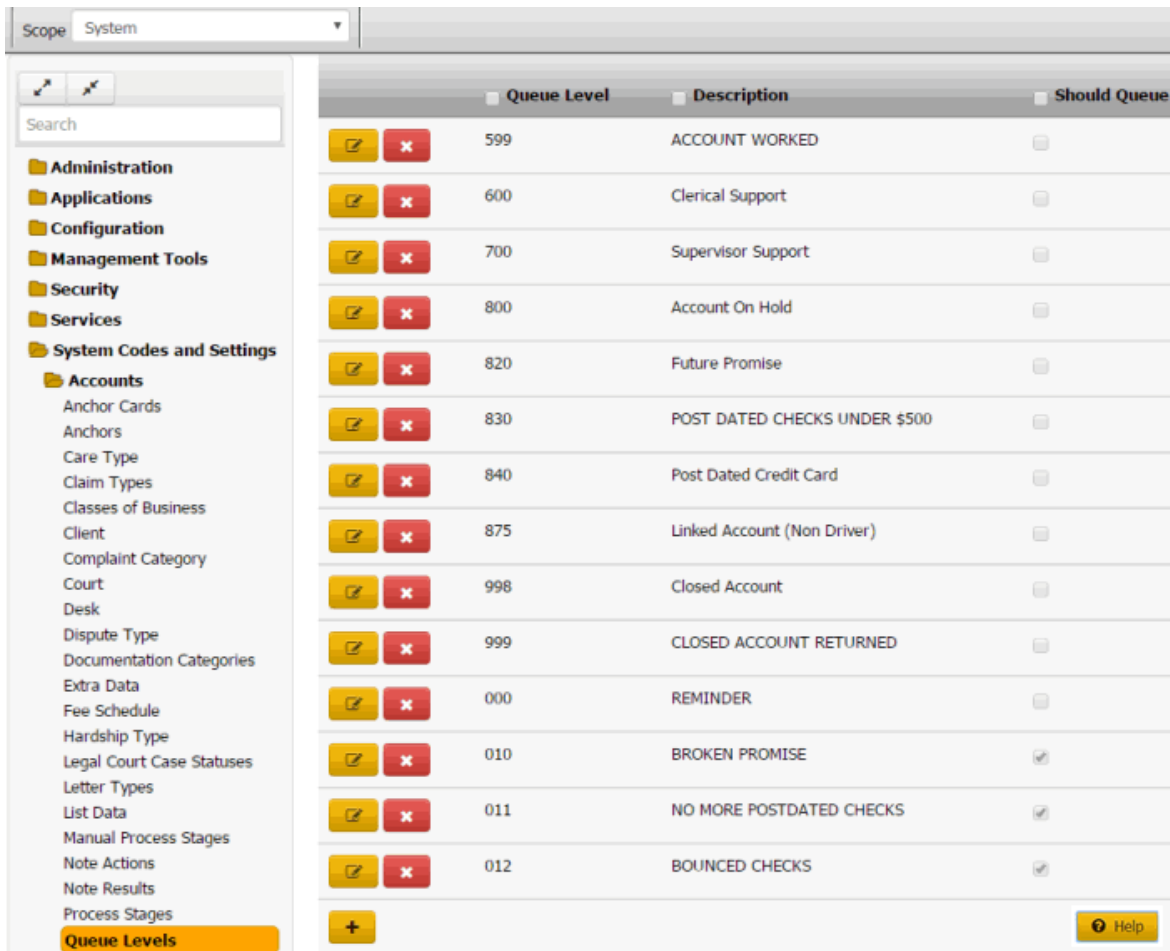 Scope System
Search
Administration
Applications
Configuration
Management Tools
Security
Services
System Codes and Settings
Accounts
Anchor Cards
Anchors
Care Type
Claim Types
Classes of Business
Client
Complaint Category
Court
Desk
Dispute Type
Documentation Categories
Extra Data
Fee Schedule
Hardship Type
Legal Court Case Statuses
Letter Types
List Data
Manual Process Stages
Note Actions
Note Results
Process Stages
Queue Levels
Queue Level Description Should Queue
599 ACCOUNT WORKED
600 Clerical Support
700 Supervisor Support
800 Account On Hold
820 Future Promise
830 POST DATED CHECKS UNDER $500
840 Post Dated Credit Card
875 Linked Account (Non Driver)
998 Closed Account
999 CLOSED ACCOUNT RETURNED
000 REMINDER
010 BROKEN PROMISE
011 NO MORE POSTDATED CHECKS
012 BOUNCED CHECKS
Help